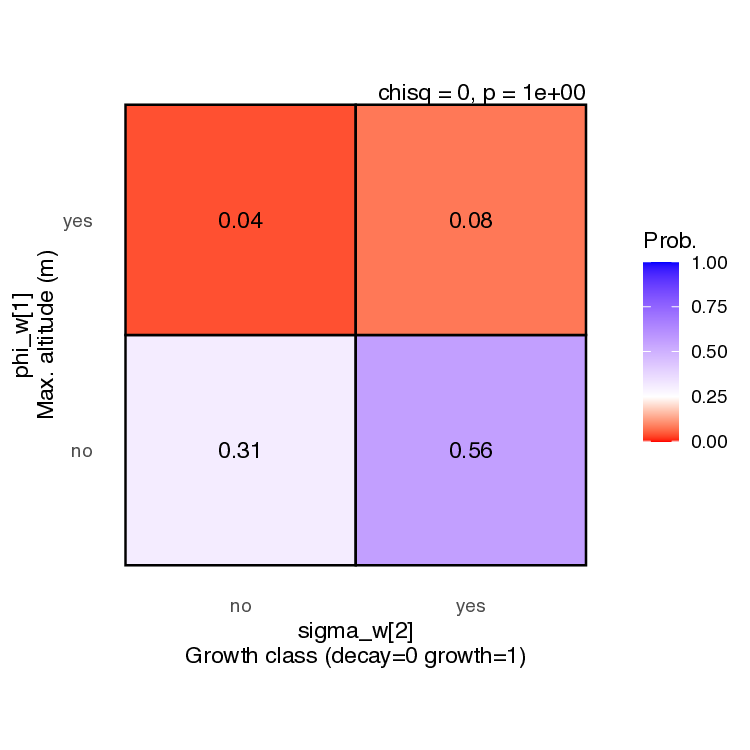 chisq = 0, p = 1e+00
yes
0.04
0.08
phi_w[1]
Max. altitude (m)
no
0.31
0.56
no
yes
sigma_w[2]
Growth class (decay=0 growth=1)
Prob.
1.00
0.75
0.50
0.25
0.00